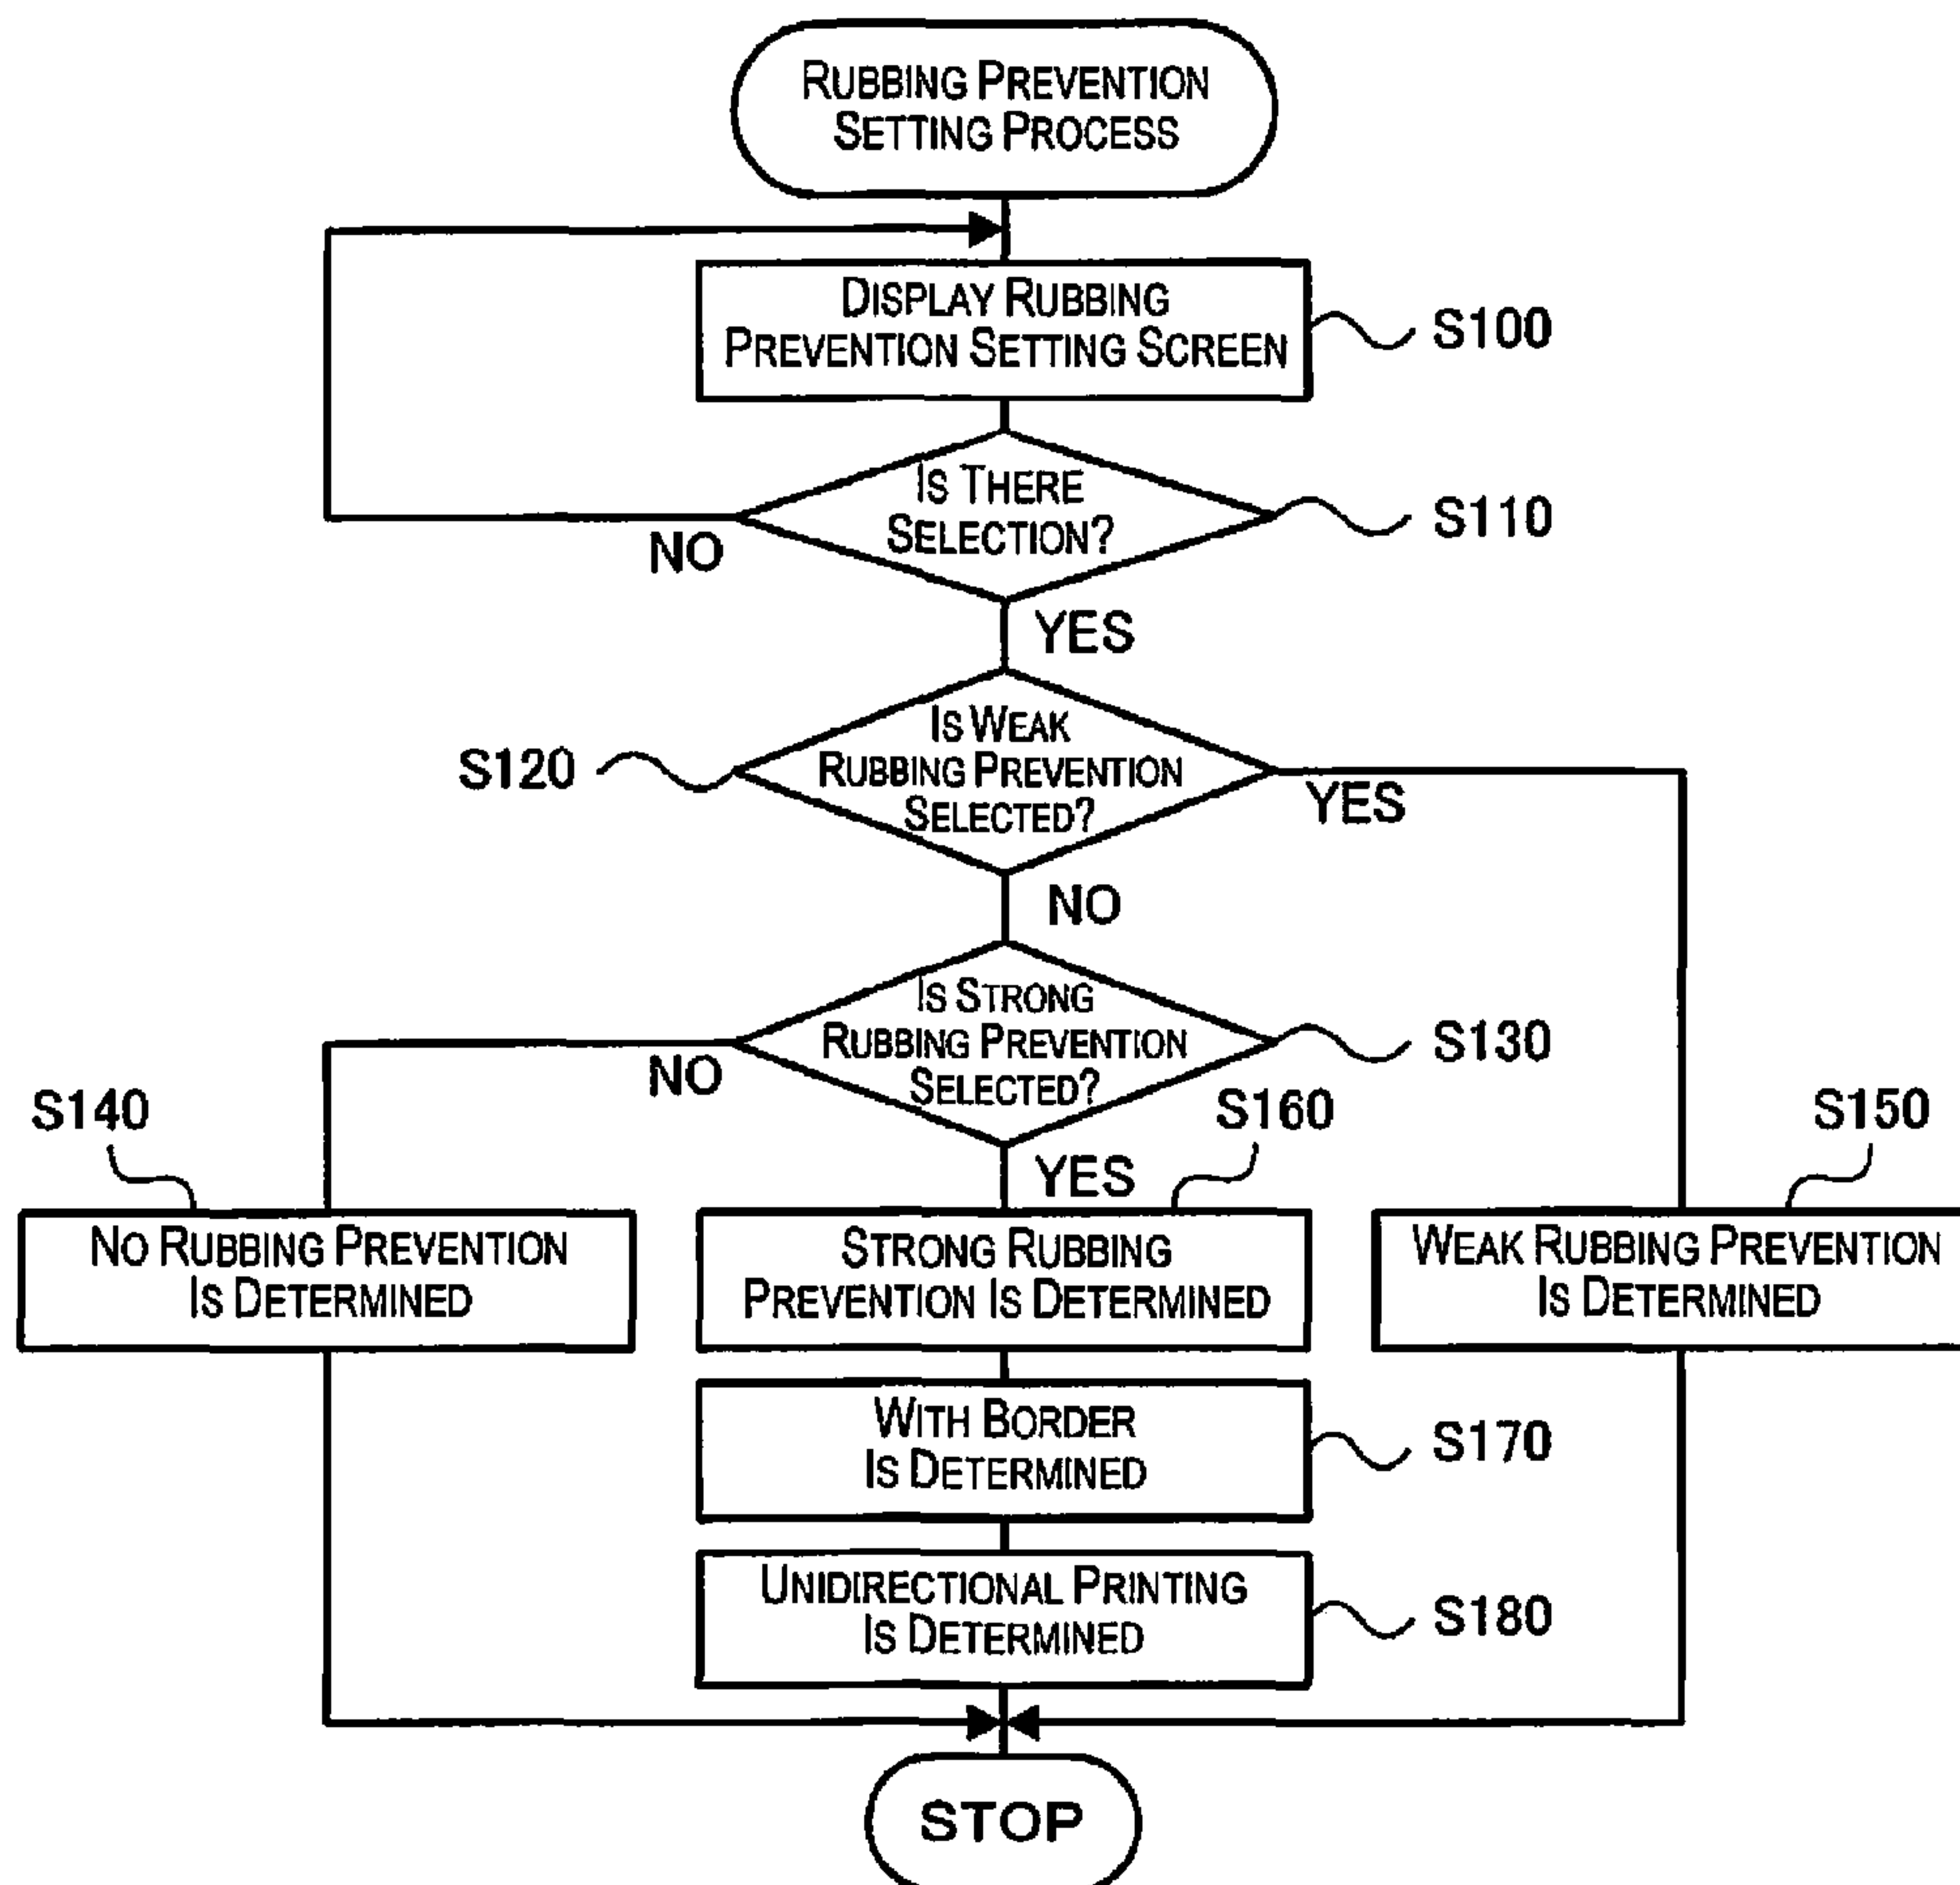 RUBBING PREVENTION
SETTING PROCESS
DISPLAY RUBBING
PREVENTION SETTING SCREEN
S100
IS THERE
SELECTION?
S110
NO
YES
IS WEAK
RUBBING PREVENTION
SELECTED?
S120
YES
NO
IS STRONG
RUBBING PREVENTION
SELECTED?
S130
NO
YES
S140
S160
S150
NO RUBBING PREVENTION
IS DETERMINED
STRONG RUBBING
PREVENTION IS DETERMINED
WEAK RUBBING PREVENTION
IS DETERMINED
WITH BORDER
IS DETERMINED
S170
UNIDIRECTIONAL PRINTING
IS DETERMINED
S180
STOP